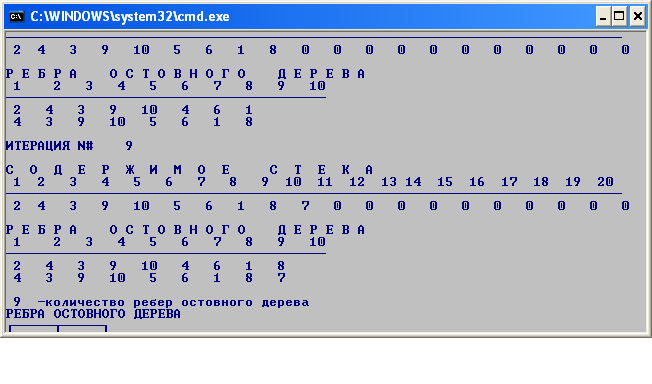 C:\WINDOWS\system32\cmd.exe
2 4 3 9 10 5 6 1 8 0 0 0 0 0 0 0 0 0 0 0
Р Е Б Р А О С Т О В Н О Г О Д Е Р Е В А
1 2 3 4 5 6 7 8 9 10
2 4 3 9 10 4 6 1
4 3 9 10 5 6 1 8
ИТЕРАЦИЯ N# 9
С О Д Е Р Ж И М О Е С Т Е К А
1 2 3 4 5 6 7 8 9 10 11 12 13 14 15 16 17 18 19 20
2 4 3 9 10 5 6 1 8 7 0 0 0 0 0 0 0 0 0 0
Р Е Б Р А О С Т О В Н О Г О Д Е Р Е В А
1 2 3 4 5 6 7 8 9 10
2 4 3 9 10 4 6 1 8
4 3 9 10 5 6 1 8 7
9 -количество ребер остовного дерева
РЕБРА ОСТОВНОГО ДЕРЕВА